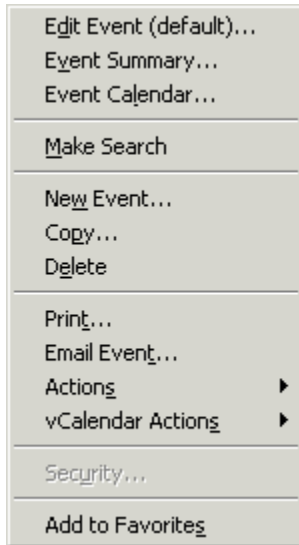 Edit Event (default)...
Event Summary...
Event Calendar...
Make Search
New Event...
Copy...
Delete
Print...
Email Event...
Actions
vCalendar Actions
Security...
Add to Favorites